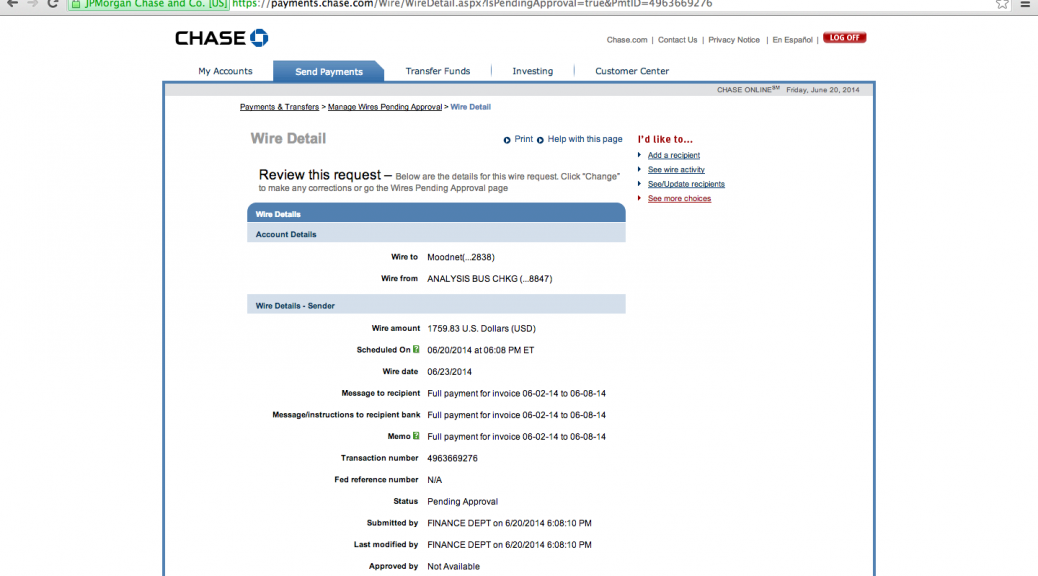 JPMorgan Chase and Co. [US] https://payments.chase.com/Wire/WireDetail.aspx?IsPendingApproval=true&PmtID=4963669276
CHASE
Chase.com | Contact Us | Privacy Notice | En Español | LOG OFF
My Accounts Send Payments Transfer Funds Investing Customer Center
CHASE ONLINE℠ Friday, June 20, 2014
Payments & Transfers > Manage Wires Pending Approval > Wire Detail
Wire Detail
Print Help with this page
I'd like to...
Add a recipient
See wire activity
See/Update recipients
See more choices
Review this request – Below are the details for this wire request. Click "Change"
to make any corrections or go the Wires Pending Approval page
Wire Details
Account Details
Wire to Moodnet(...2838)
Wire from ANALYSIS BUS CHKG (...8847)
Wire Details - Sender
Wire amount 1759.83 U.S. Dollars (USD)
Scheduled On ? 06/20/2014 at 06:08 PM ET
Wire date 06/23/2014
Message to recipient Full payment for invoice 06-02-14 to 06-08-14
Message/instructions to recipient bank Full payment for invoice 06-02-14 to 06-08-14
Memo ? Full payment for invoice 06-02-14 to 06-08-14
Transaction number 4963669276
Fed reference number N/A
Status Pending Approval
Submitted by FINANCE DEPT on 6/20/2014 6:08:10 PM
Last modified by FINANCE DEPT on 6/20/2014 6:08:10 PM
Approved by Not Available